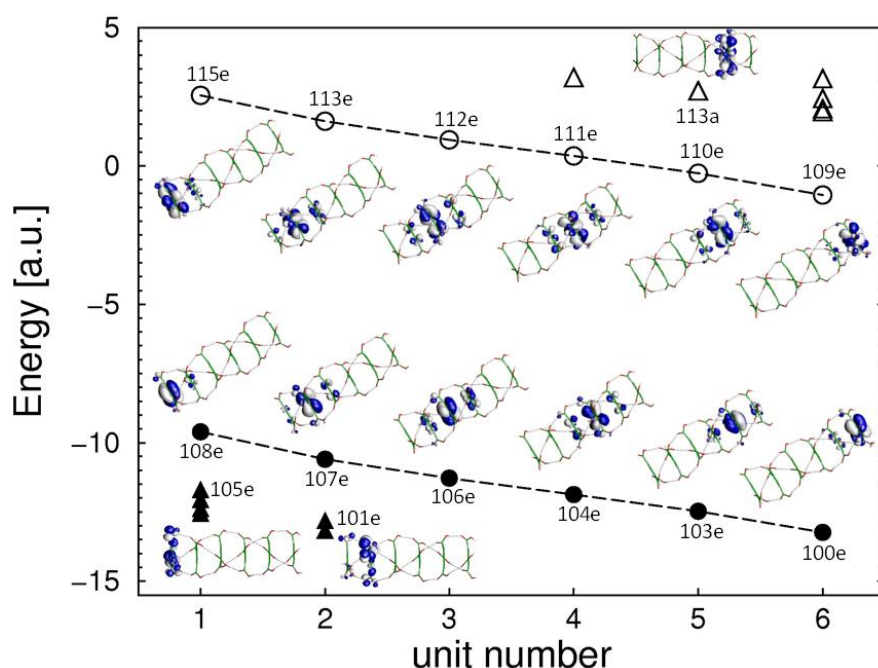 5
115e
113e
112e
111e
113a
110e
109e
0
Energy [a.u.]
−5
−10
108e
107e
106e
104e
103e
100e
105e
101e
−15
1 2 3 4 5 6
unit number